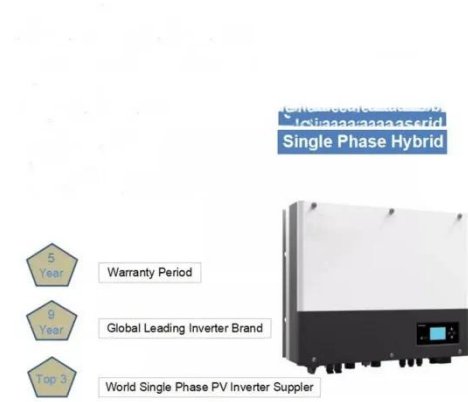 Single Phase Hybrid
5
Year
Warranty Period
9
Year
Global Leading Inverter Brand
Top 3
World Single Phase PV Inverter Suppler